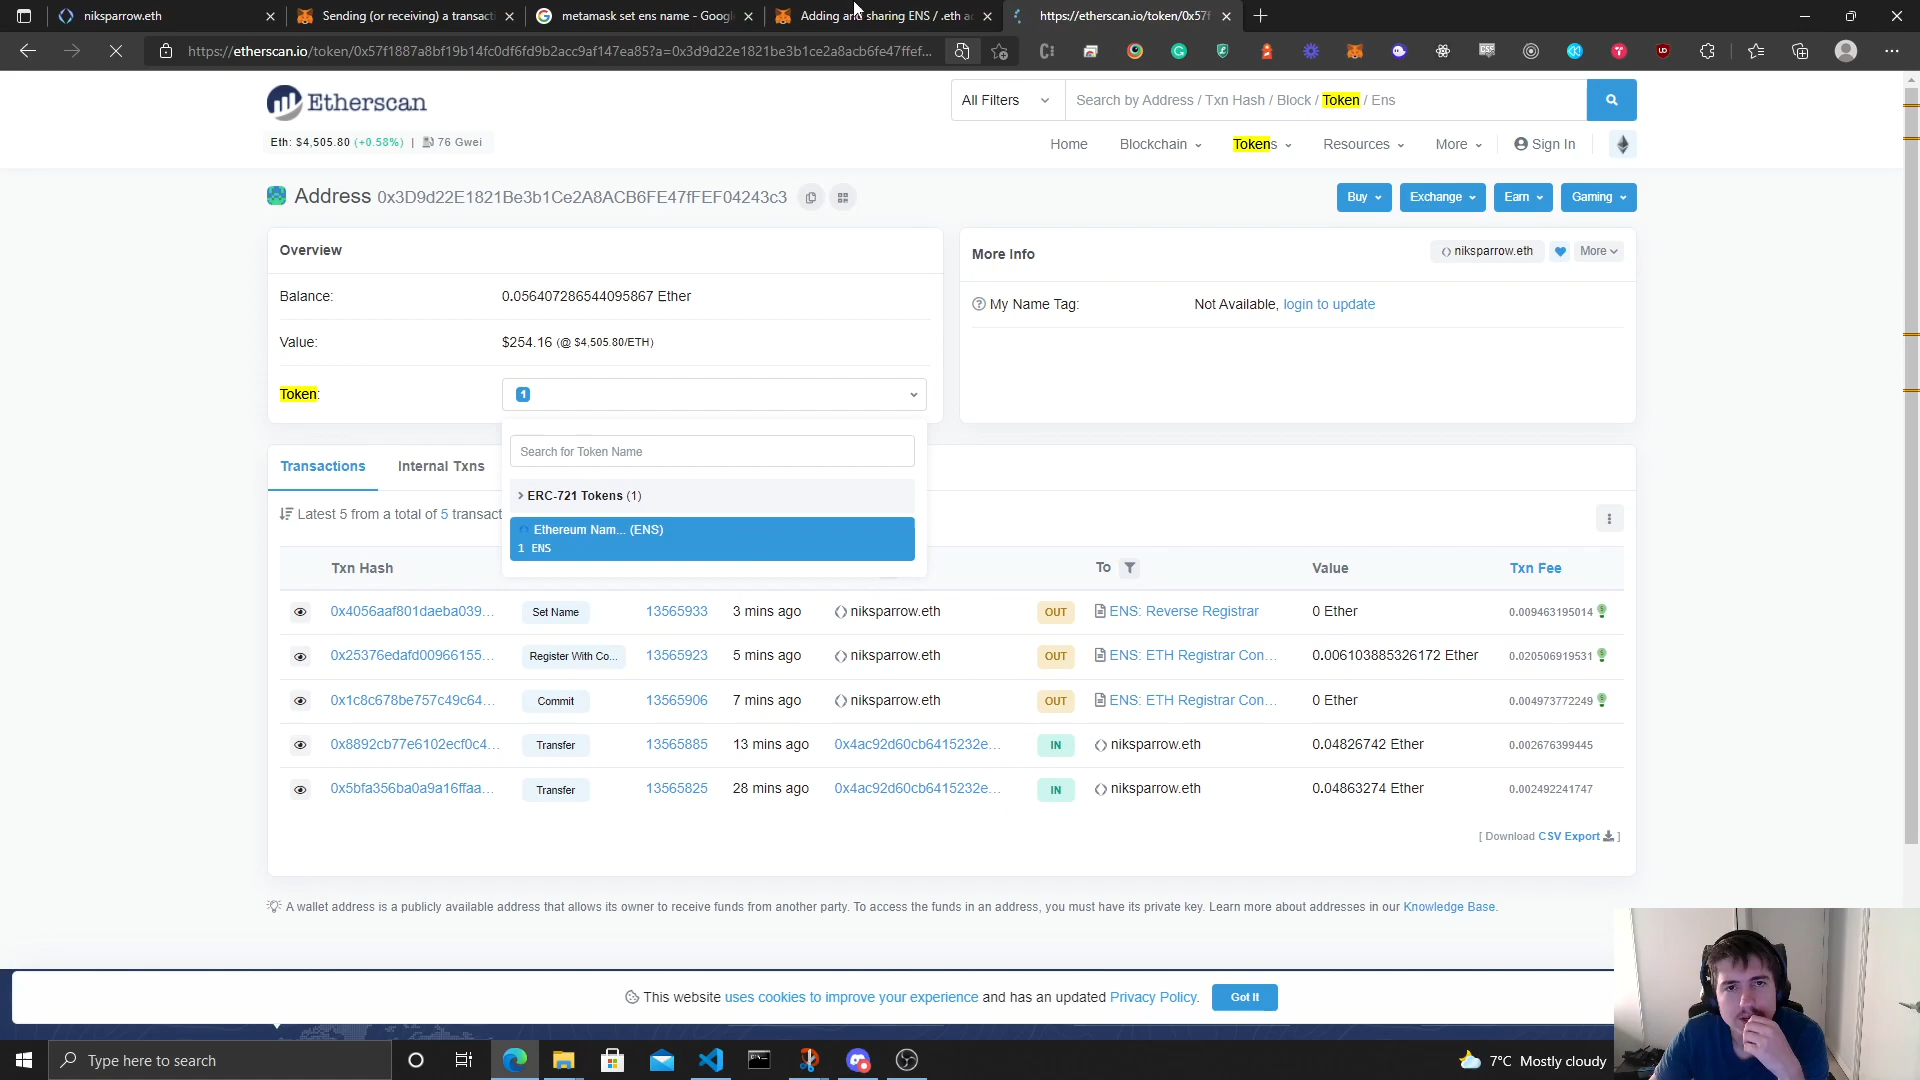 niksparrow.eth
Sending (or receiving) a transacti
metamask set ens name - Google
Adding and sharing ENS / .eth ac
https://etherscan.io/token/0x57f
https://etherscan.io/token/0x57f1887a8bf19b14fc0df6fd9b2acc9af147ea85?a=0x3d9d22e1821be3b1ce2a8acb6fe47ffef...
Etherscan
All Filters
Search by Address / Txn Hash / Block / Token / Ens
Eth: $4,505.80 (+0.58%) | 76 Gwei
Home Blockchain Tokens Resources More Sign In
Address 0x3D9d22E1821Be3b1Ce2A8ACB6FE47fFEF04243c3
Buy Exchange Earn Gaming
Overview
Balance: 0.056407286544095867 Ether
Value: $254.16 (@ $4,505.80/ETH)
Token: 1
More Info niksparrow.eth More
My Name Tag: Not Available, login to update
Search for Token Name
ERC-721 Tokens (1)
Ethereum Nam... (ENS)
1 ENS
Transactions Internal Txns
Latest 5 from a total of 5 transact
Txn Hash To Value Txn Fee
0x4056aaf801daeba039... Set Name 13565933 3 mins ago niksparrow.eth OUT ENS: Reverse Registrar 0 Ether 0.009463195014
0x25376edafd00966155... Register With Co... 13565923 5 mins ago niksparrow.eth OUT ENS: ETH Registrar Con... 0.006103885326172 Ether 0.020506919531
0x1c8c678be757c49c64... Commit 13565906 7 mins ago niksparrow.eth OUT ENS: ETH Registrar Con... 0 Ether 0.004973772249
0x8892cb77e6102ecf0c4... Transfer 13565885 13 mins ago 0x4ac92d60cb6415232e... IN niksparrow.eth 0.04826742 Ether 0.002676399445
0x5bfa356ba0a9a16ffaa... Transfer 13565825 28 mins ago 0x4ac92d60cb6415232e... IN niksparrow.eth 0.04863274 Ether 0.002492241747
[ Download CSV Export ]
A wallet address is a publicly available address that allows its owner to receive funds from another party. To access the funds in an address, you must have its private key. Learn more about addresses in our Knowledge Base.
This website uses cookies to improve your experience and has an updated Privacy Policy. Got It
Type here to search
7°C Mostly cloudy